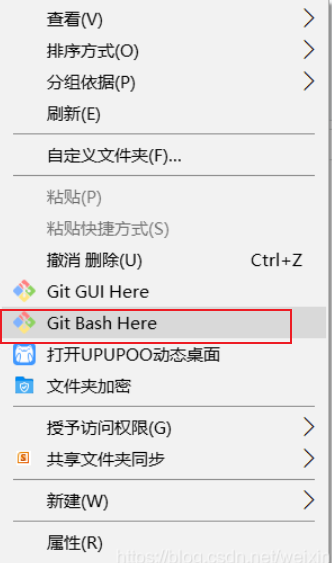 查看(V)
排序方式(O)
分组依据(P)
刷新(E)
自定义文件夹(F)...
粘贴(P)
粘贴快捷方式(S)
撤消 删除(U) Ctrl+Z
Git GUI Here
Git Bash Here
打开UPUPOO动态桌面
文件夹加密
授予访问权限(G)
S 共享文件夹同步
新建(W)
属性(R)
https://blog.csdn.net/weixin